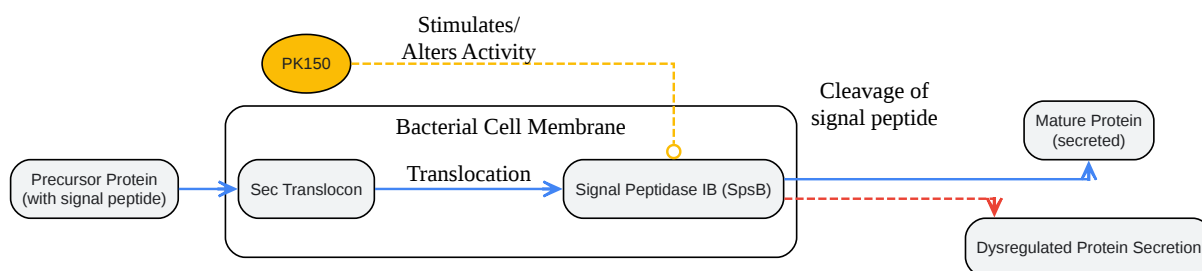 Stimulates/
Alters Activity
PK150
Cleavage of
signal peptide
Bacterial Cell Membrane
Mature Protein
(secreted)
Precursor Protein
(with signal peptide)
Sec Translocon
Translocation
Signal Peptidase IB (SpsB)
Dysregulated Protein Secretion